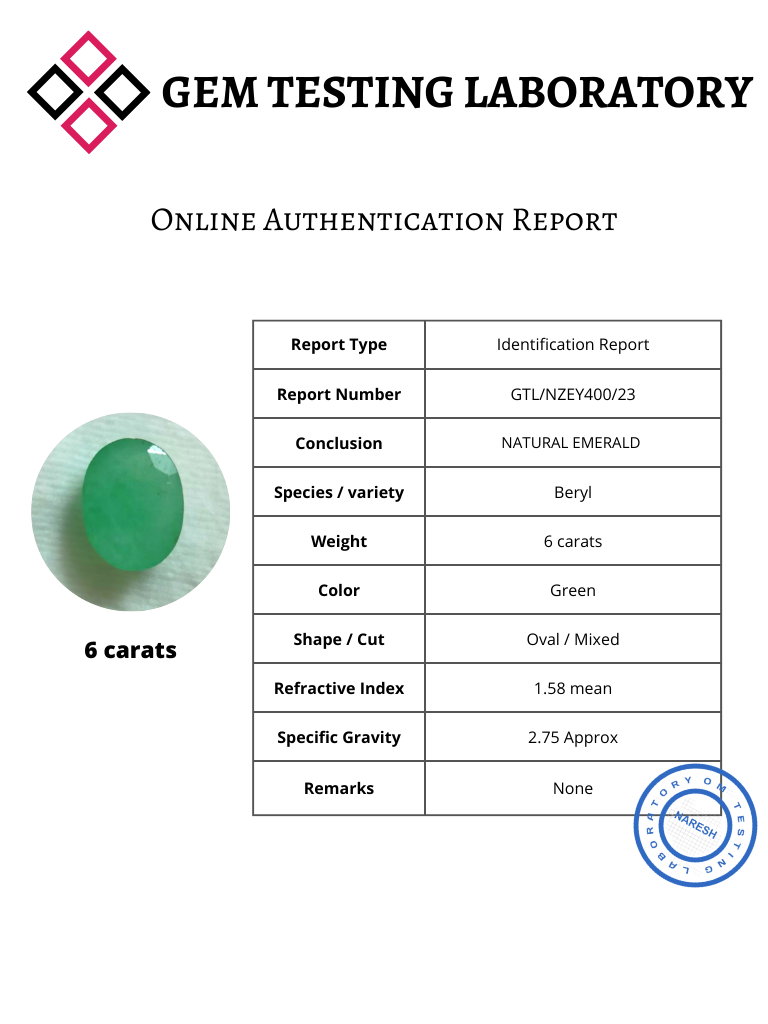 GEM TESTING LABORATORY
Online Authentication Report
Report Type Identification Report
Report Number GTL/NZEY400/23
Conclusion NATURAL EMERALD
Species / variety Beryl
Weight 6 carats
Color Green
Shape / Cut Oval / Mixed
Refractive Index 1.58 mean
Specific Gravity 2.75 Approx
Remarks None
6 carats
OM TESTING LABORATORY
NARESH